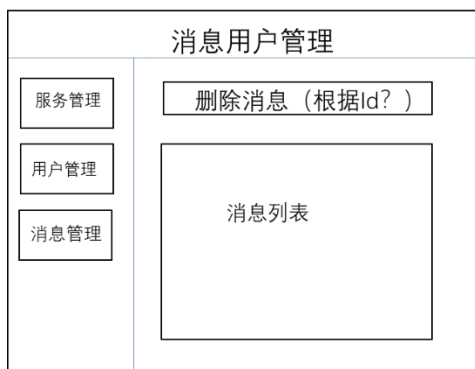 消息用户管理
服务管理
用户管理
消息管理
删除消息（根据Id？）
消息列表